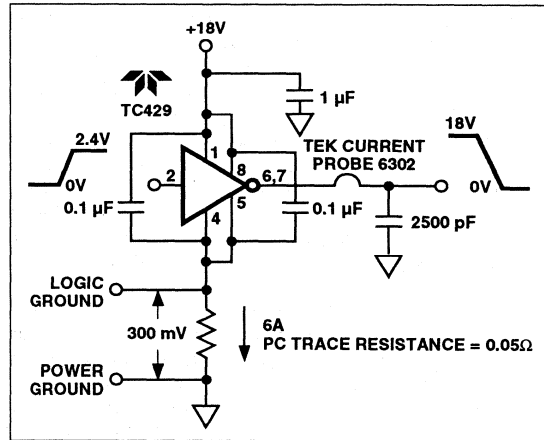 +18V
TC429
1 µF
18V
TEK CURRENT
PROBE 6302
2.4V
1
8
0V
2
6,7
0V
0.1 µF
4
5
0.1 µF
2500 pF
LOGIC
GROUND
300 mV
6A
PC TRACE RESISTANCE = 0.05Ω
POWER
GROUND